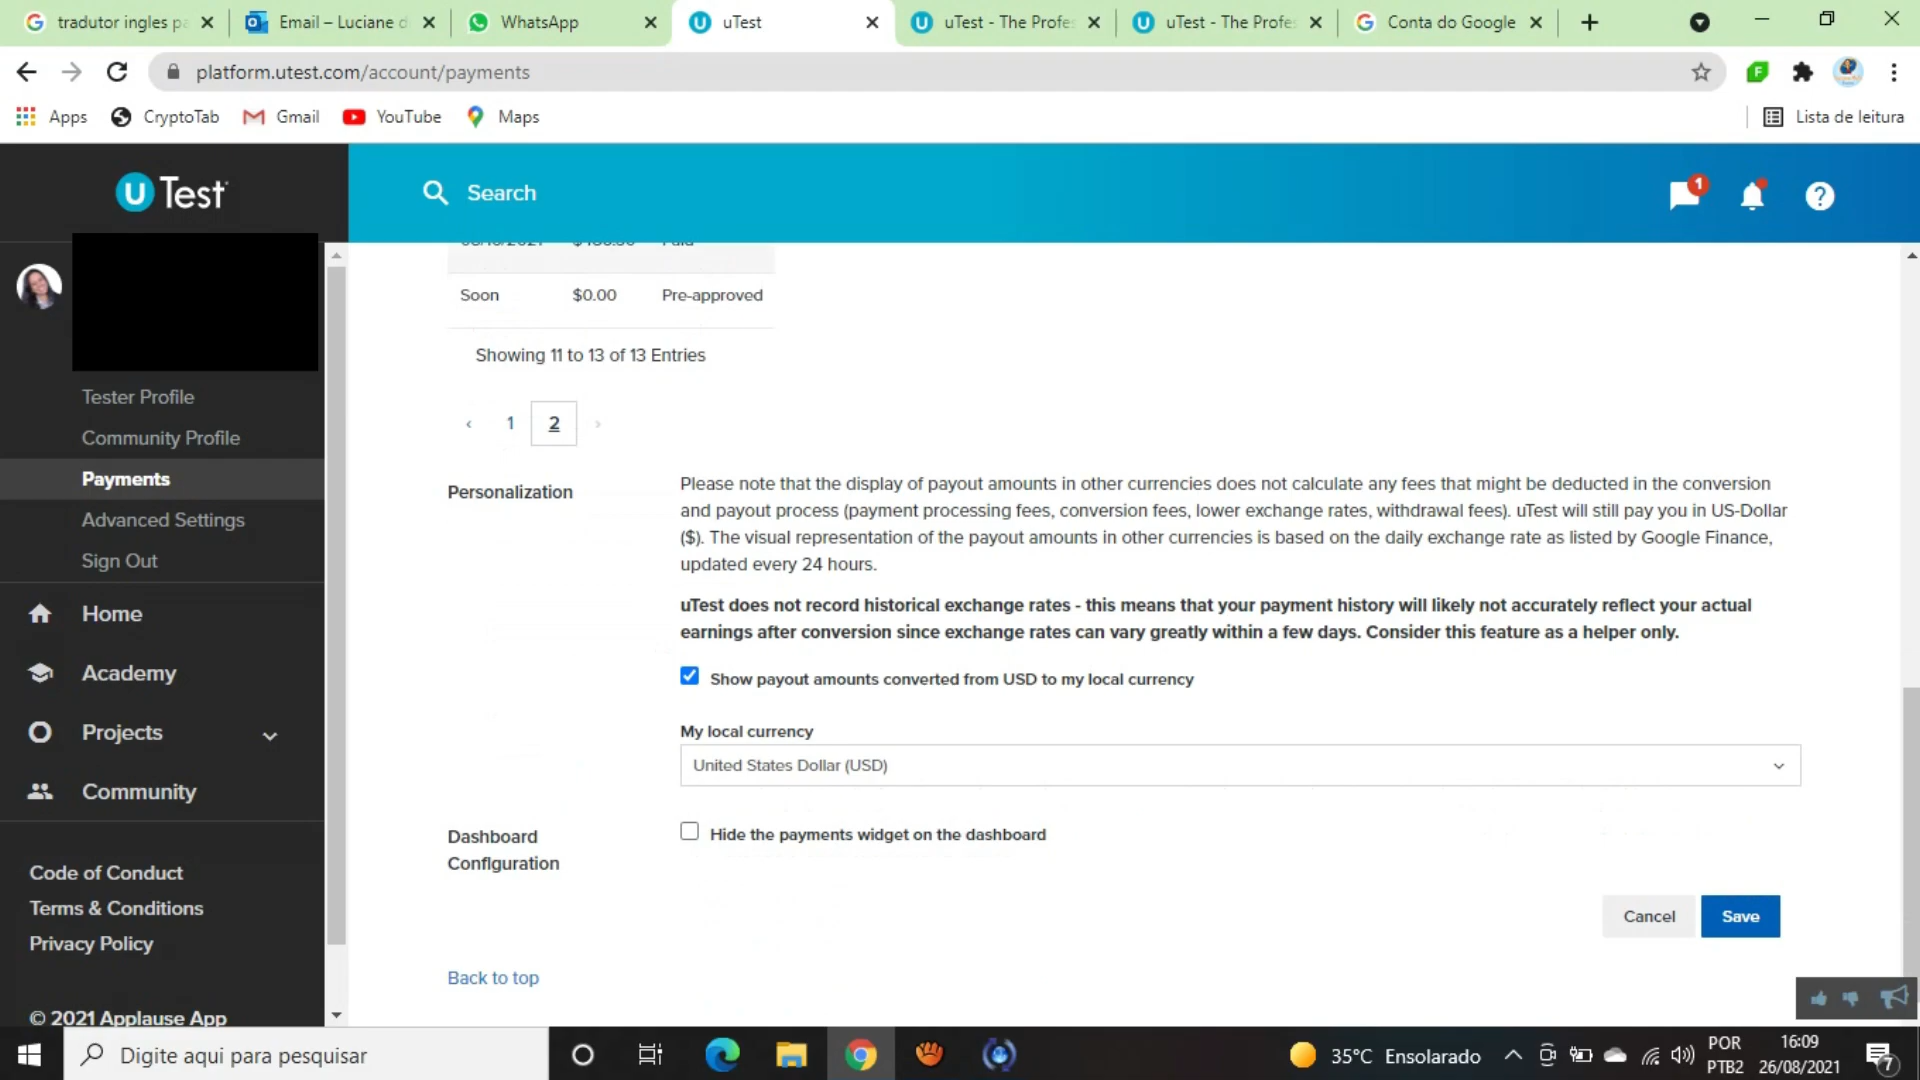 tradutor ingles pa
Email – Luciane d
WhatsApp
uTest
uTest - The Profes
uTest - The Profes
Conta do Google
platform.utest.com/account/payments
Apps
CryptoTab
Gmail
YouTube
Maps
Lista de leitura
uTest
Search
1
Soon $0.00 Pre-approved
Showing 11 to 13 of 13 Entries
‹ 1 2 ›
Tester Profile
Community Profile
Payments
Advanced Settings
Sign Out
Home
Academy
Projects
Community
Code of Conduct
Terms & Conditions
Privacy Policy
© 2021 Applause App
Personalization
Please note that the display of payout amounts in other currencies does not calculate any fees that might be deducted in the conversion
and payout process (payment processing fees, conversion fees, lower exchange rates, withdrawal fees). uTest will still pay you in US-Dollar
($). The visual representation of the payout amounts in other currencies is based on the daily exchange rate as listed by Google Finance,
updated every 24 hours.
uTest does not record historical exchange rates - this means that your payment history will likely not accurately reflect your actual
earnings after conversion since exchange rates can vary greatly within a few days. Consider this feature as a helper only.
Show payout amounts converted from USD to my local currency
My local currency
United States Dollar (USD)
Dashboard
Configuration
Hide the payments widget on the dashboard
Cancel
Save
Back to top
Digite aqui para pesquisar
35°C Ensolarado
POR
PTB2
16:09
26/08/2021
7